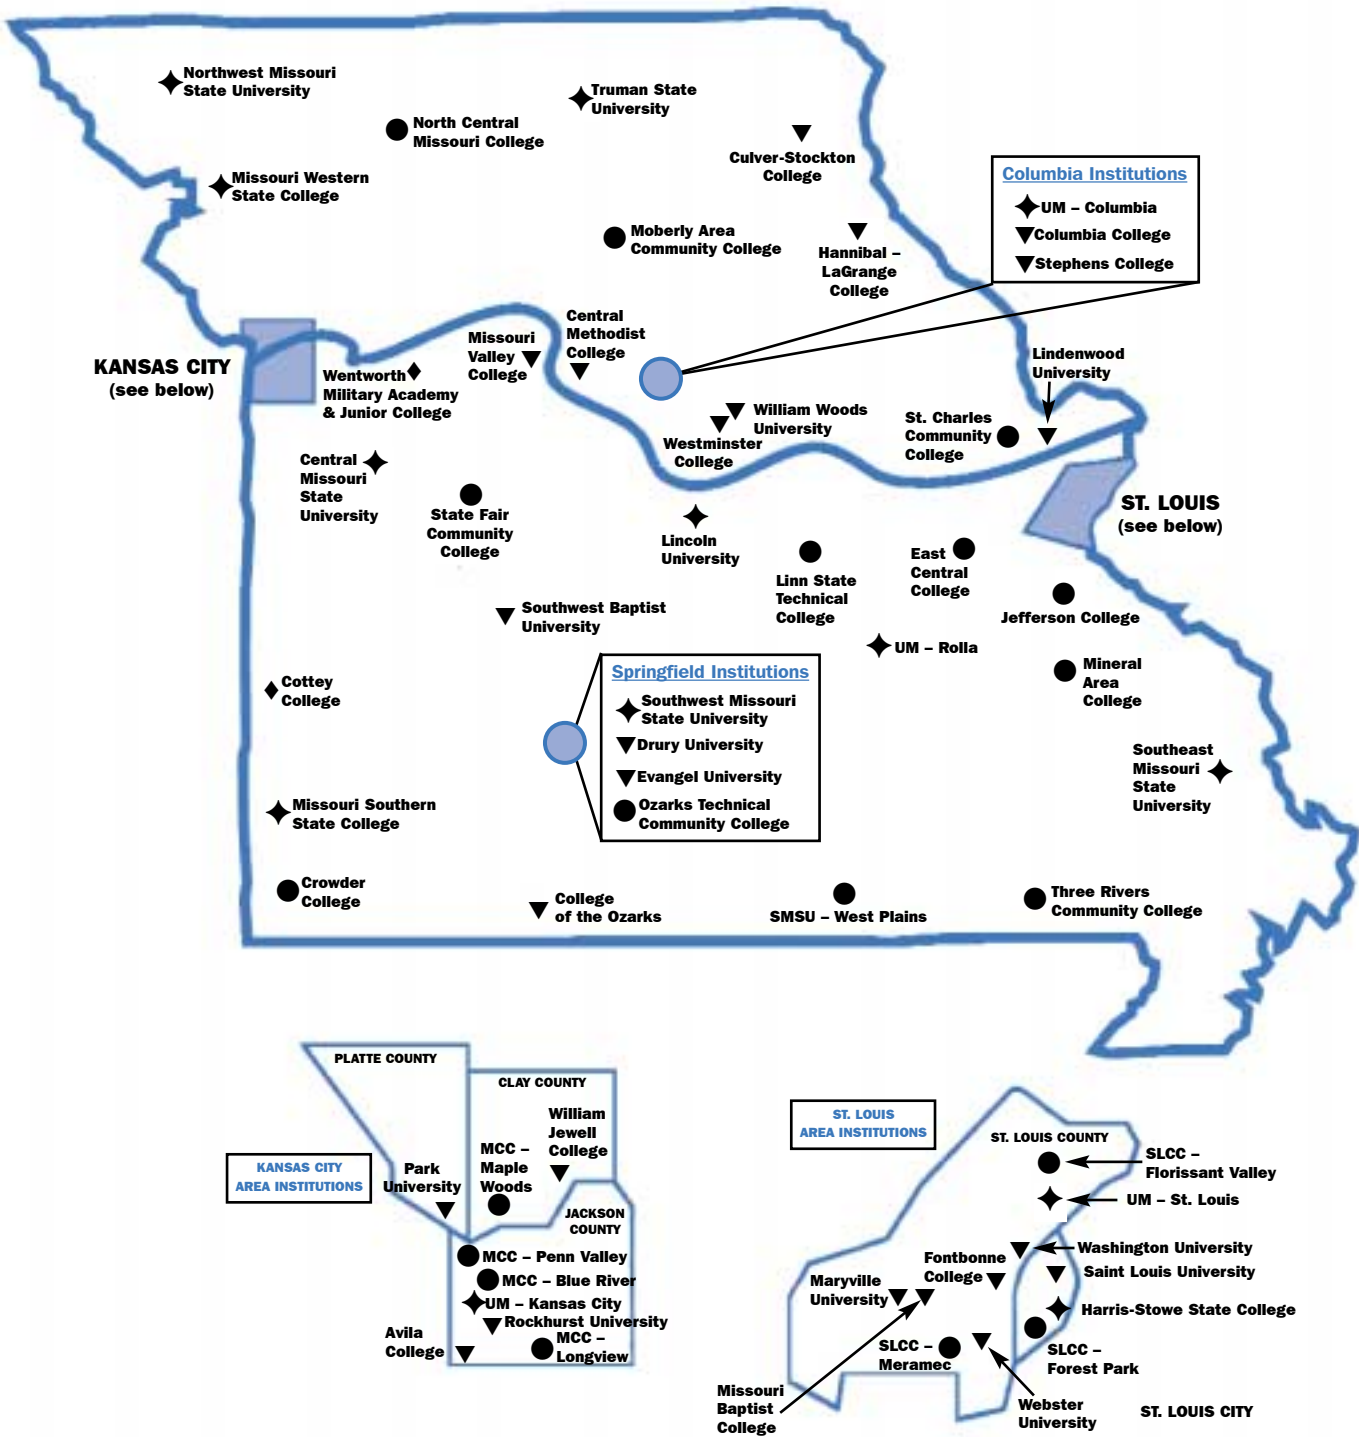 Northwest Missouri
State University
Truman State
University
North Central
Missouri College
Culver-Stockton
College
Missouri Western
State College
Columbia Institutions
UM – Columbia
Columbia College
Stephens College
Moberly Area
Community College
Hannibal –
LaGrange
College
Central
Methodist
College
Missouri
Valley
College
KANSAS CITY
(see below)
Wentworth
Military Academy
& Junior College
Lindenwood
University
William Woods
University
Westminster
College
St. Charles
Community
College
Central
Missouri
State
University
State Fair
Community
College
ST. LOUIS
(see below)
Lincoln
University
Linn State
Technical
College
East
Central
College
Jefferson College
Southwest Baptist
University
UM – Rolla
Mineral
Area
College
Cottey
College
Springfield Institutions
Southwest Missouri
State University
Drury University
Evangel University
Ozarks Technical
Community College
Southeast
Missouri
State
University
Missouri Southern
State College
Crowder
College
College
of the Ozarks
SMSU – West Plains
Three Rivers
Community College
PLATTE COUNTY
CLAY COUNTY
William
Jewell
College
MCC –
Maple
Woods
KANSAS CITY
AREA INSTITUTIONS
Park
University
JACKSON
COUNTY
MCC – Penn Valley
MCC – Blue River
UM – Kansas City
Rockhurst University
Avila
College
MCC –
Longview
ST. LOUIS
AREA INSTITUTIONS
ST. LOUIS COUNTY
SLCC –
Florissant Valley
UM – St. Louis
Washington University
Fontbonne
College
Saint Louis University
Maryville
University
Harris-Stowe State College
SLCC –
Meramec
SLCC –
Forest Park
Missouri
Baptist
College
Webster
University
ST. LOUIS CITY